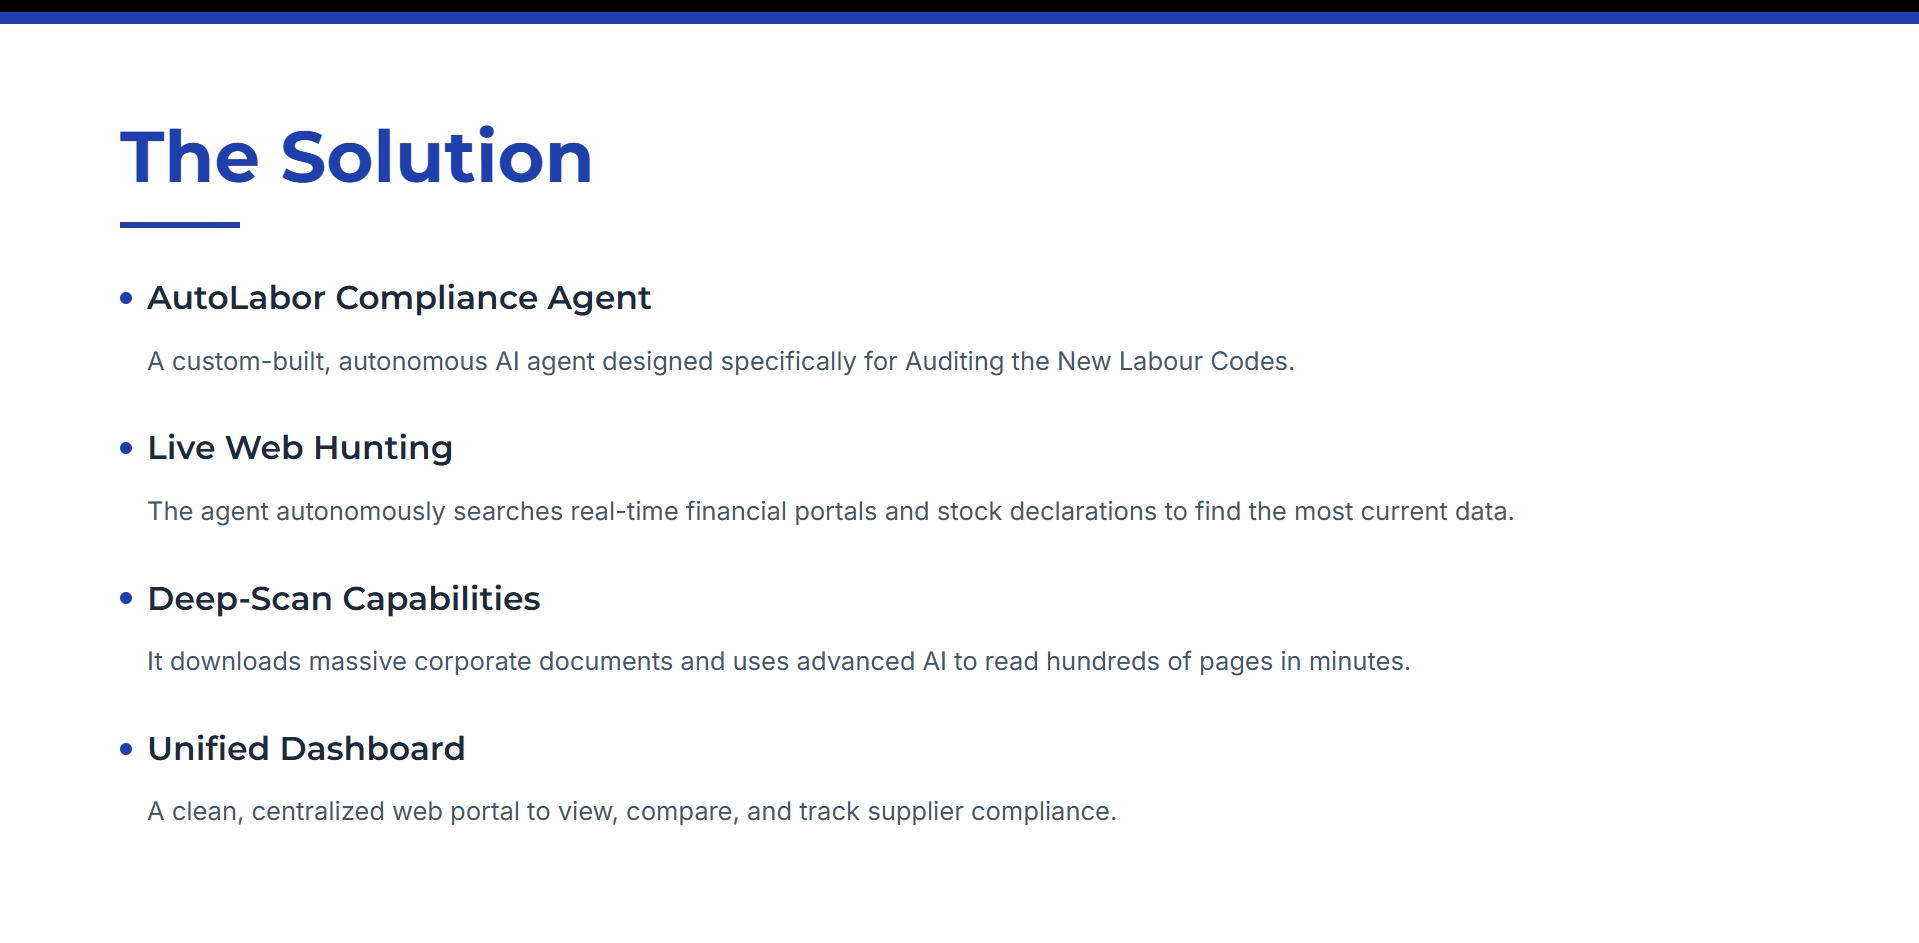 The Solution
AutoLabor Compliance Agent
A custom-built, autonomous AI agent designed specifically for Auditing the New Labour Codes.
Live Web Hunting
The agent autonomously searches real-time financial portals and stock declarations to find the most current data.
Deep-Scan Capabilities
It downloads massive corporate documents and uses advanced AI to read hundreds of pages in minutes.
Unified Dashboard
A clean, centralized web portal to view, compare, and track supplier compliance.